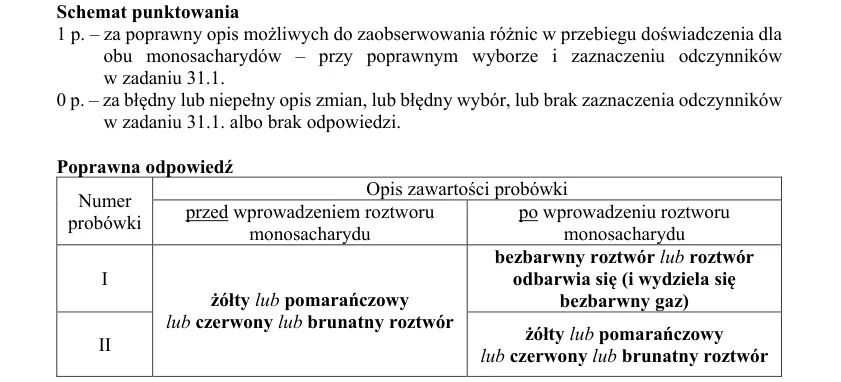 Schemat punktowania
1 p. – za poprawny opis możliwych do zaobserwowania różnic w przebiegu doświadczenia dla
obu monosacharydów – przy poprawnym wyborze i zaznaczeniu odczynników
w zadaniu 31.1.
0 p. – za błędny lub niepełny opis zmian, lub błędny wybór, lub brak zaznaczenia odczynników
w zadaniu 31.1. albo brak odpowiedzi.
Poprawna odpowiedź
Numer
probówki
Opis zawartości probówki
przed wprowadzeniem roztworu
monosacharydu
po wprowadzeniu roztworu
monosacharydu
I
żółty lub pomarańczowy
lub czerwony lub brunatny roztwór
bezbarwny roztwór lub roztwór
odbarwia się (i wydziela się
bezbarwny gaz)
II
żółty lub pomarańczowy
lub czerwony lub brunatny roztwór